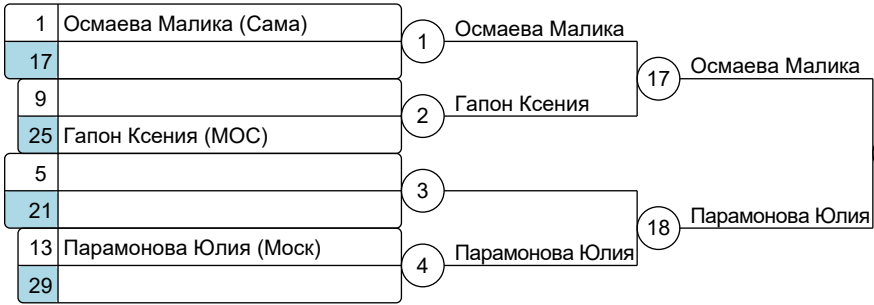 1 Осмаева Малика (Сама)
17
1 Осмаева Малика
9
25 Гапон Ксения (МОС)
2 Гапон Ксения
17 Осмаева Малика
5
21
3
13 Парамонова Юлия (Моск)
29
4 Парамонова Юлия
18 Парамонова Юлия